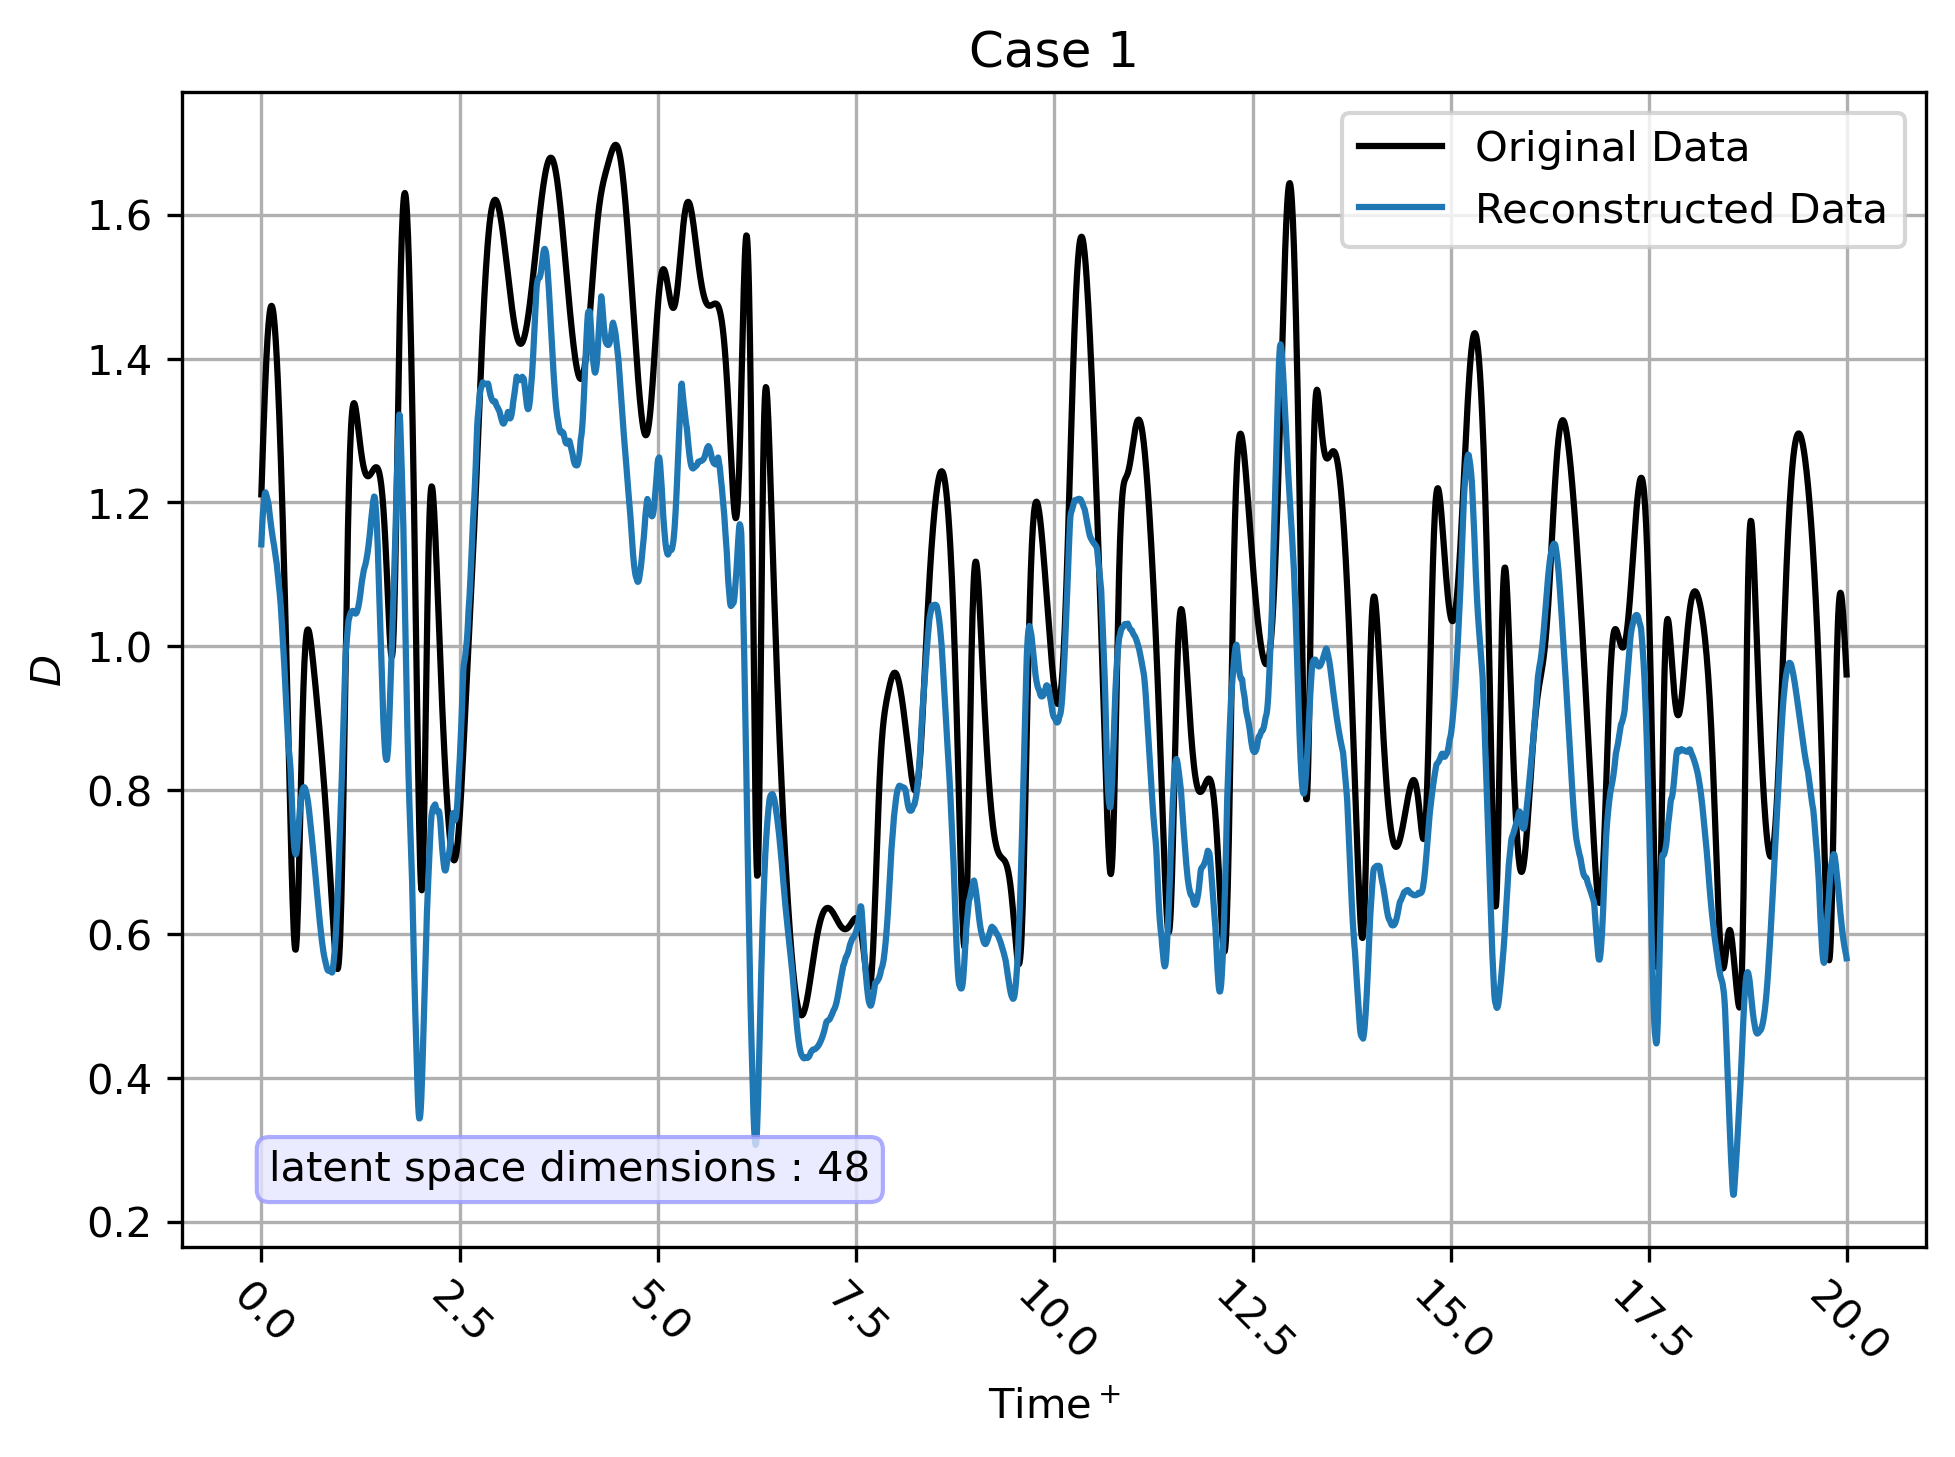 Case 1
Original Data
Reconstructed Data
D
1.6
1.4
1.2
1.0
0.8
0.6
0.4
0.2
latent space dimensions : 48
0.0
2.5
5.0
7.5
10.0
12.5
15.0
17.5
20.0
Time⁺